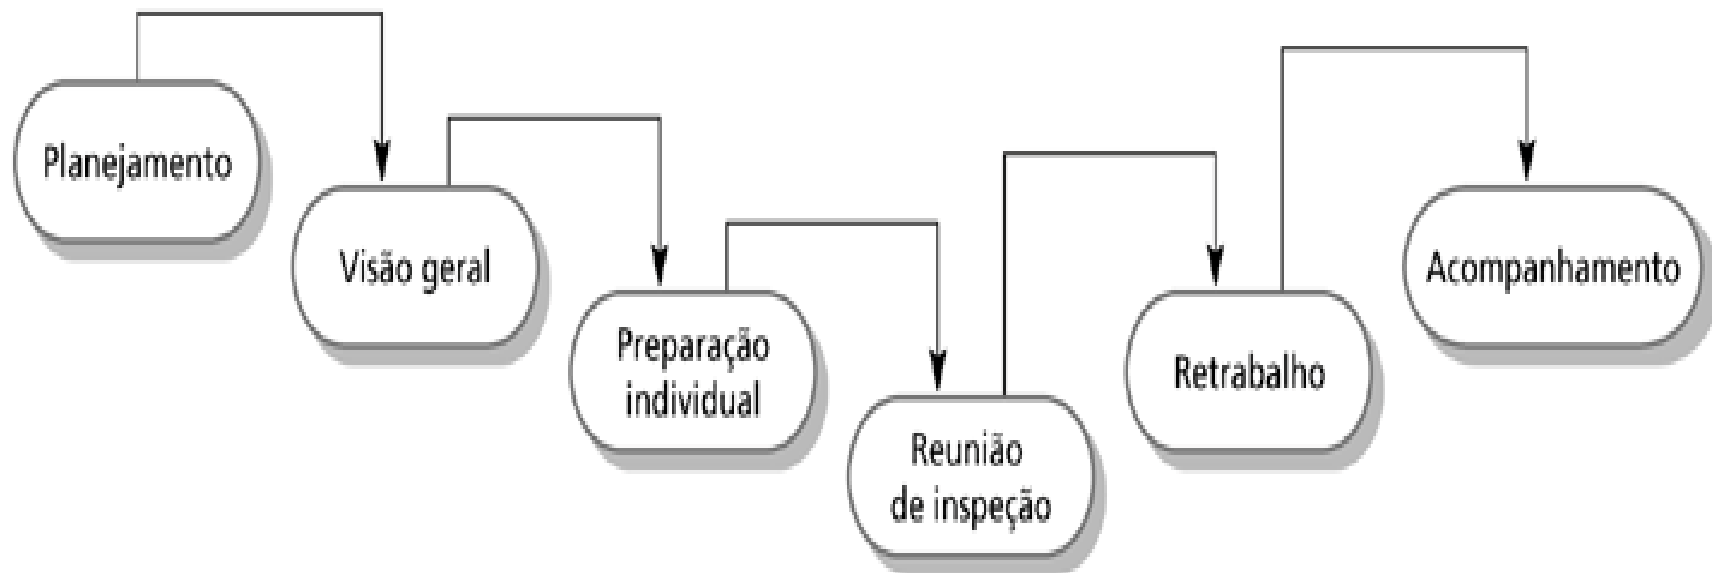 Planejamento
Visão geral
Preparação
individual
Reunião
de inspeção
Retrabalho
Acompanhamento